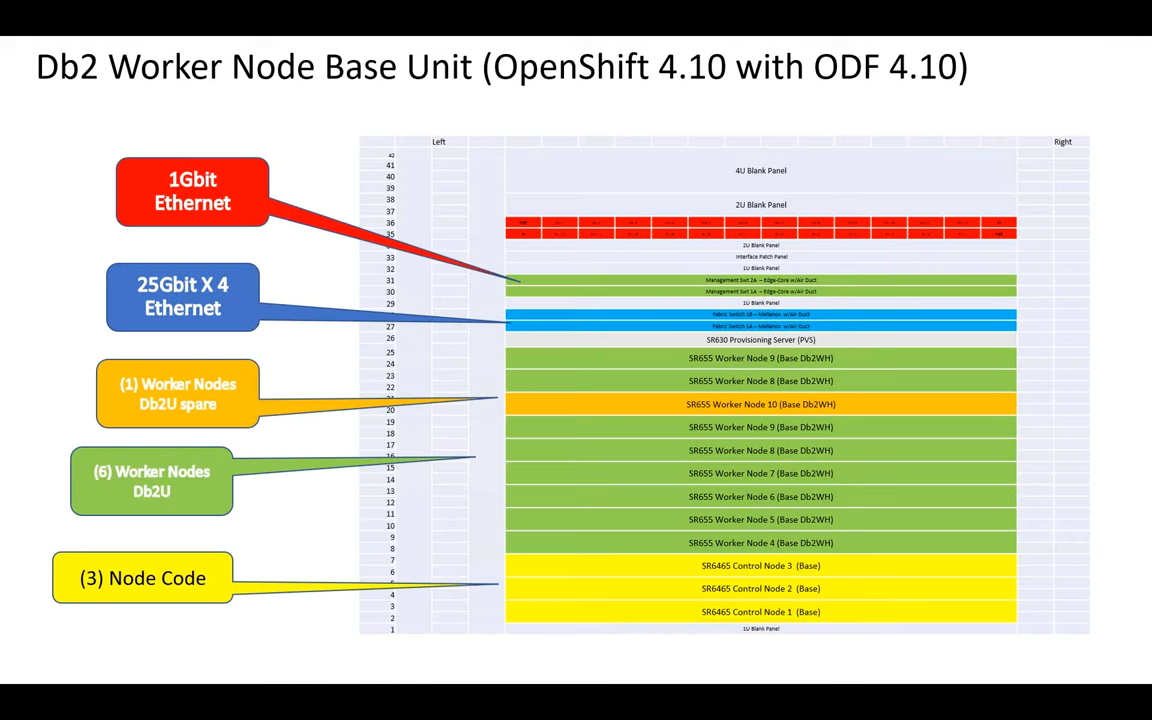 Db2 Worker Node Base Unit (OpenShift 4.10 with ODF 4.10)
Left
Right
1Gbit
Ethernet
25Gbit X 4
Ethernet
(1) Worker Nodes
Db2U spare
(6) Worker Nodes
Db2U
(3) Node Code
42
41
40
39
38
37
36
35
33
32
31
30
29
27
26
25
24
23
22
20
19
18
17
16
15
14
13
12
11
10
9
8
7
6
4
3
2
1
4U Blank Panel
2U Blank Panel
2U Blank Panel
Interface Patch Panel
1U Blank Panel
Management Swt 2A – Edge-Core w/Air Duct
Management Swt 1A – Edge-Core w/Air Duct
1U Blank Panel
Fabric Switch 1B – Mellanox w/Air Duct
Fabric Switch 1A – Mellanox w/Air Duct
SR630 Provisioning Server (PVS)
SR655 Worker Node 9 (Base Db2WH)
SR655 Worker Node 8 (Base Db2WH)
SR655 Worker Node 10 (Base Db2WH)
SR655 Worker Node 9 (Base Db2WH)
SR655 Worker Node 8 (Base Db2WH)
SR655 Worker Node 7 (Base Db2WH)
SR655 Worker Node 6 (Base Db2WH)
SR655 Worker Node 5 (Base Db2WH)
SR655 Worker Node 4 (Base Db2WH)
SR6465 Control Node 3 (Base)
SR6465 Control Node 2 (Base)
SR6465 Control Node 1 (Base)
1U Blank Panel